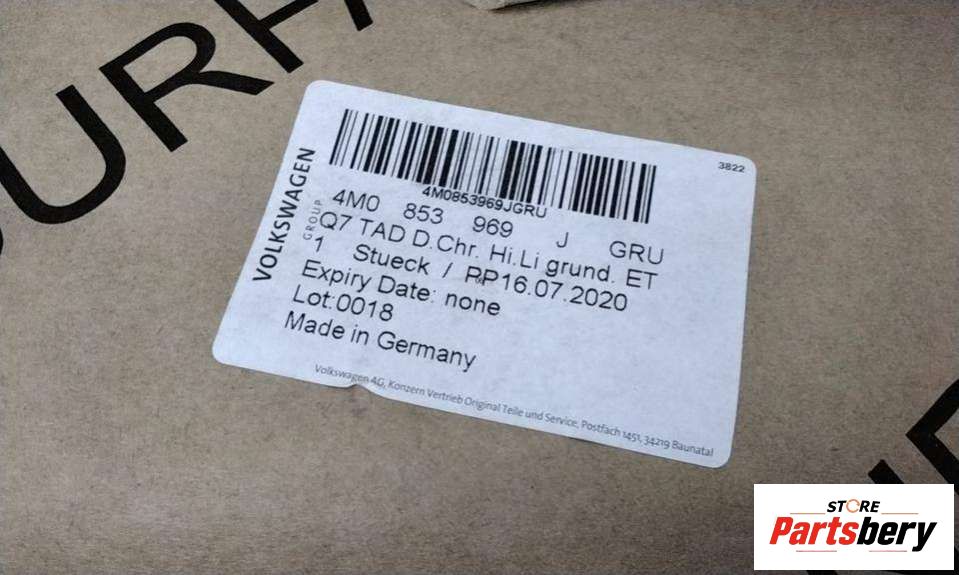 3822
4M0853969JGRU
4M0 853 969 J GRU
Q7 TAD D.Chr. Hi.Li grund. ET
1 Stueck / P&P16.07.2020
Expiry Date: none
Lot:0018
Made in Germany
VOLKSWAGEN
GROUP
Volkswagen AG, Konzern Vertrieb Original Teile und Service, Postfach 1451, 34219 Baunatal
STORE
Partsbery